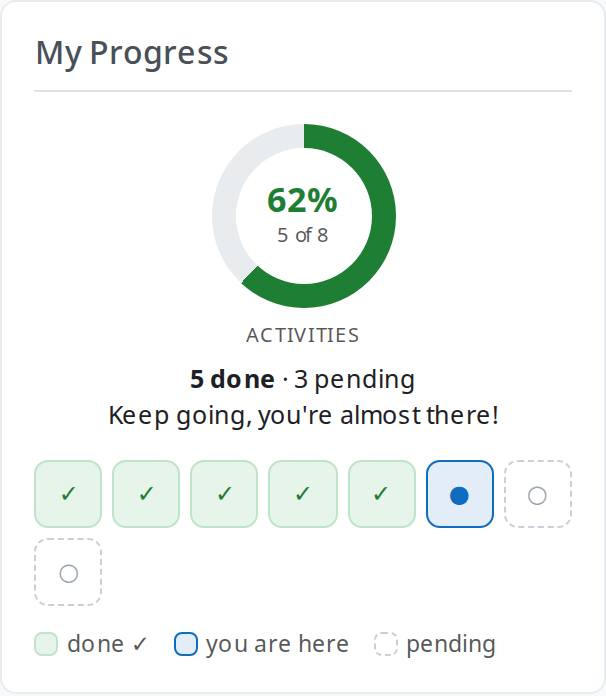 My Progress
62%
5 of 8
ACTIVITIES
5 done · 3 pending
Keep going, you're almost there!
✓ ✓ ✓ ✓ ✓ ● ○
○
done ✓ you are here pending